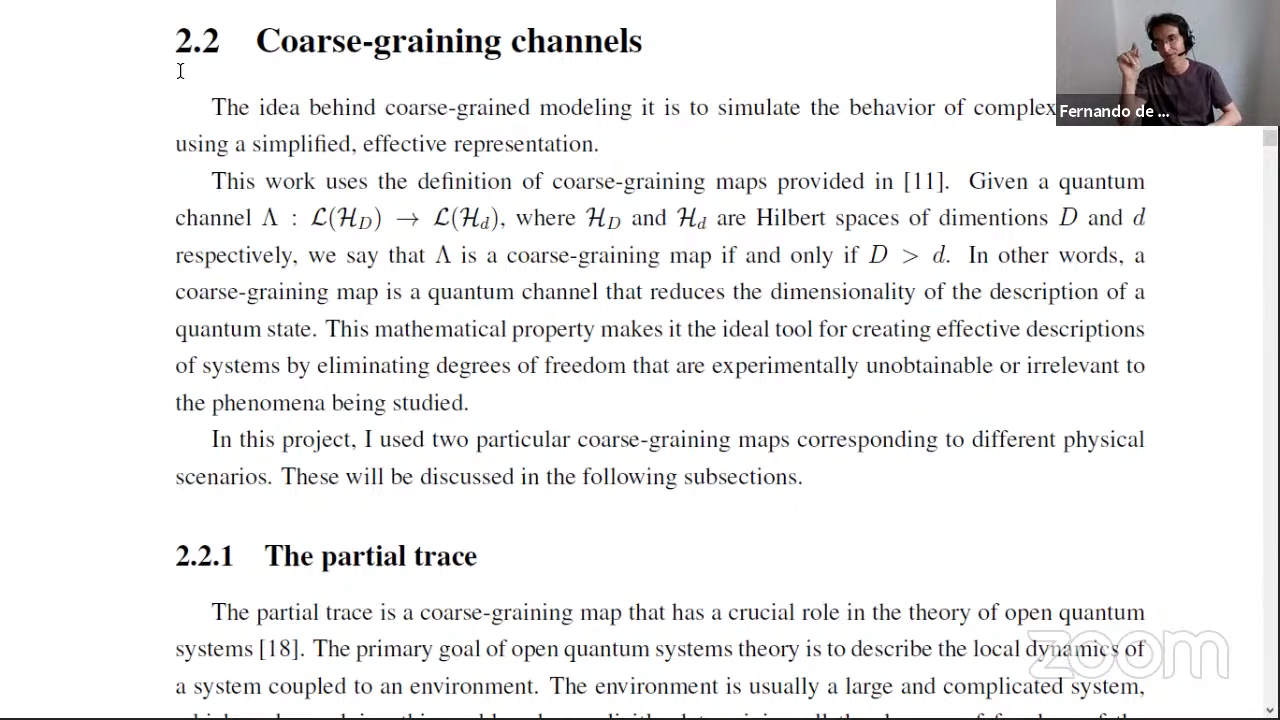 2.2 Coarse-graining channels
The idea behind coarse-grained modeling it is to simulate the behavior of complex
using a simplified, effective representation.
This work uses the definition of coarse-graining maps provided in [11]. Given a quantum
channel Λ : ℒ(ℋ_D) → ℒ(ℋ_d), where ℋ_D and ℋ_d are Hilbert spaces of dimentions D and d
respectively, we say that Λ is a coarse-graining map if and only if D > d. In other words, a
coarse-graining map is a quantum channel that reduces the dimensionality of the description of a
quantum state. This mathematical property makes it the ideal tool for creating effective descriptions
of systems by eliminating degrees of freedom that are experimentally unobtainable or irrelevant to
the phenomena being studied.
In this project, I used two particular coarse-graining maps corresponding to different physical
scenarios. These will be discussed in the following subsections.
2.2.1 The partial trace
The partial trace is a coarse-graining map that has a crucial role in the theory of open quantum
systems [18]. The primary goal of open quantum systems theory is to describe the local dynamics of
a system coupled to an environment. The environment is usually a large and complicated system,
Fernando de ...
zoom